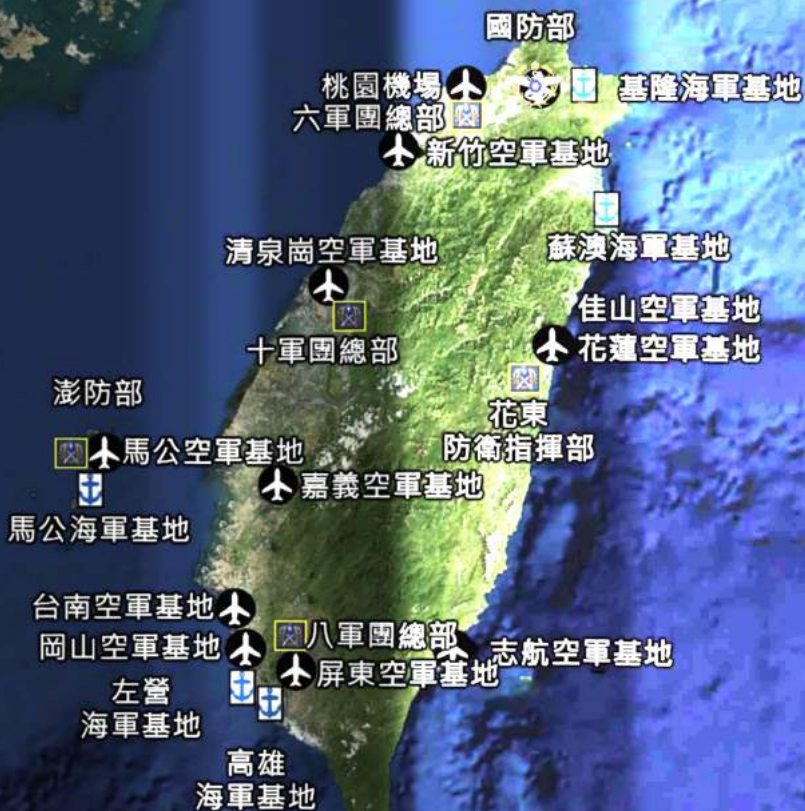 國防部
桃園機場
基隆海軍基地
六軍團總部
新竹空軍基地
蘇澳海軍基地
清泉崗空軍基地
佳山空軍基地
十軍團總部
花蓮空軍基地
澎防部
花東
防衛指揮部
馬公空軍基地
嘉義空軍基地
馬公海軍基地
台南空軍基地
八軍團總部
岡山空軍基地
志航空軍基地
屏東空軍基地
左營
海軍基地
高雄
海軍基地